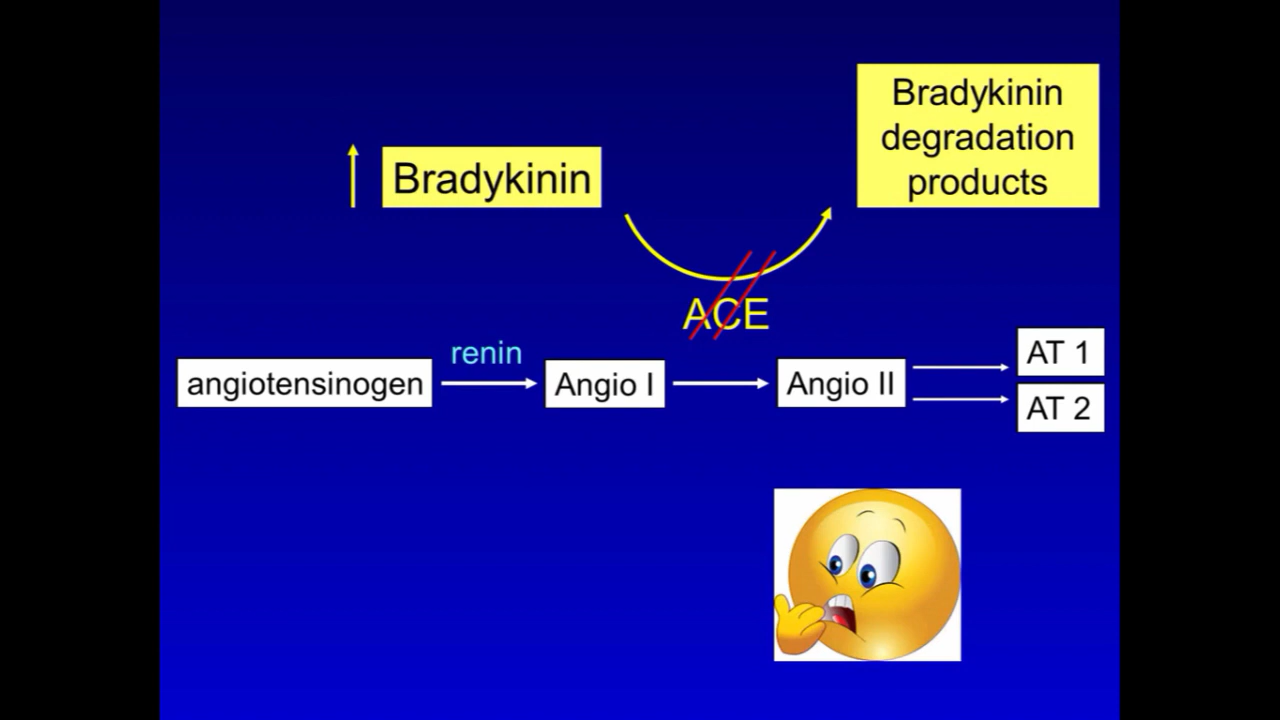 Bradykinin
degradation
products
Bradykinin
ACE
renin
angiotensinogen
Angio I
Angio II
AT 1
AT 2